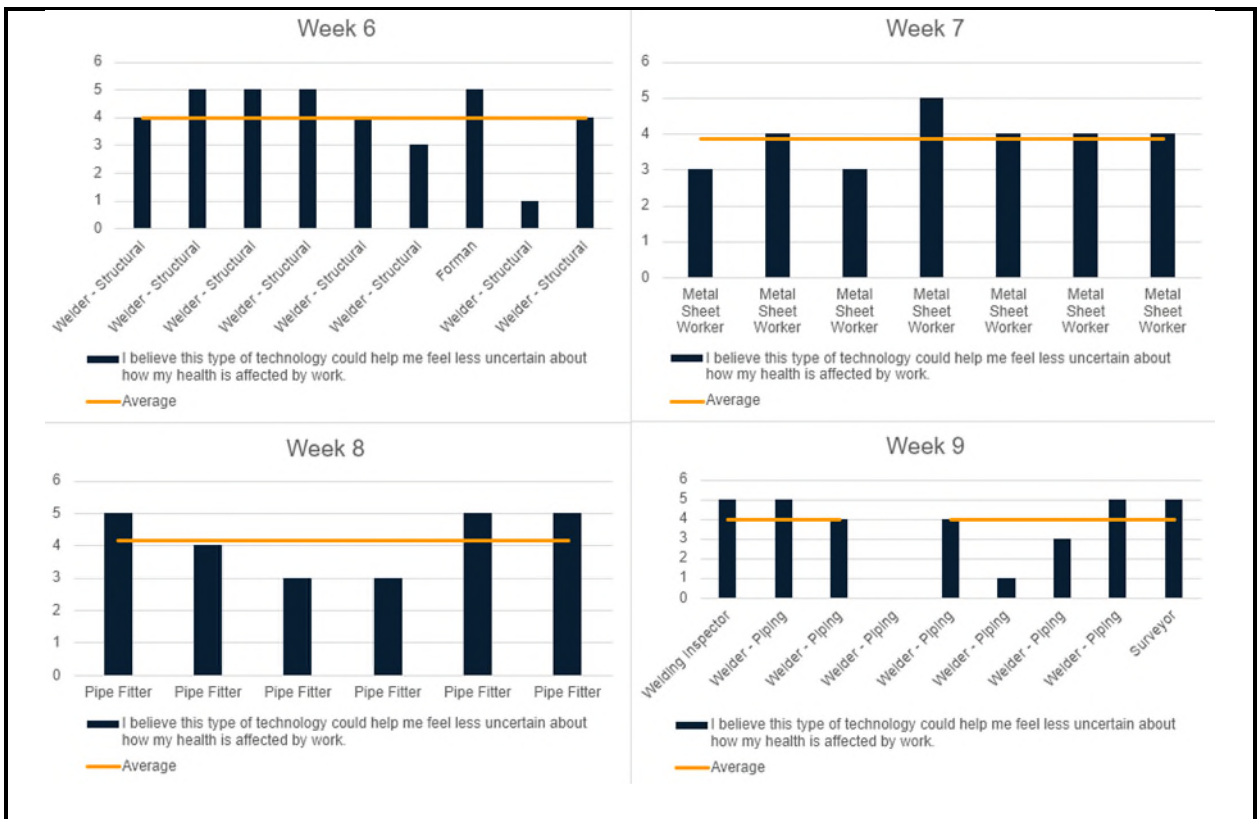 Week 6
6
5
4
3
2
1
0
Welder - Structural
Welder - Structural
Welder - Structural
Welder - Structural
Welder - Structural
Welder - Structural
Forman
Welder - Structural
Welder - Structural
I believe this type of technology could help me feel less uncertain about
how my health is affected by work.
Average
Week 7
6
5
4
3
2
1
0
Metal
Sheet
Worker
Metal
Sheet
Worker
Metal
Sheet
Worker
Metal
Sheet
Worker
Metal
Sheet
Worker
Metal
Sheet
Worker
Metal
Sheet
Worker
I believe this type of technology could help me feel less uncertain about
how my health is affected by work.
Average
Week 8
6
5
4
3
2
1
0
Pipe Fitter
Pipe Fitter
Pipe Fitter
Pipe Fitter
Pipe Fitter
Pipe Fitter
I believe this type of technology could help me feel less uncertain about
how my health is affected by work.
Average
Week 9
6
5
4
3
2
1
0
Welding Inspector
Welder - Piping
Welder - Piping
Welder - Piping
Welder - Piping
Welder - Piping
Welder - Piping
Welder - Piping
Surveyor
I believe this type of technology could help me feel less uncertain about
how my health is affected by work.
Average